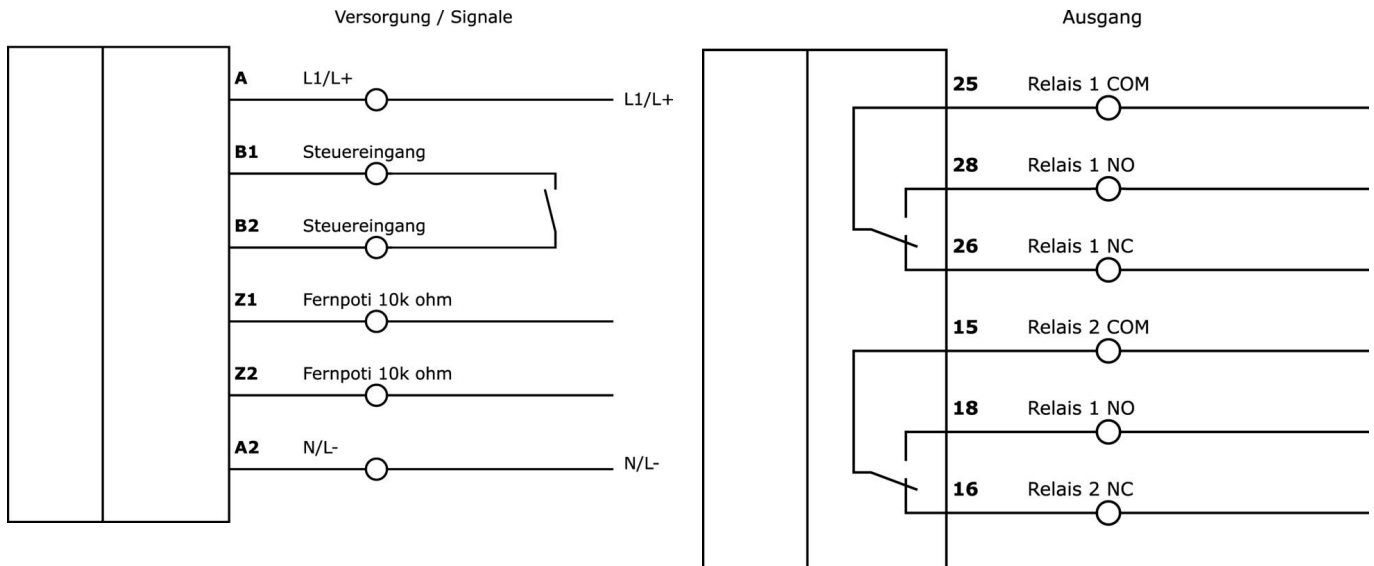 Versorgung / Signale
A L1/L+
L1/L+
B1 Steuereingang
B2 Steuereingang
Z1 Fernpoti 10k ohm
Z2 Fernpoti 10k ohm
A2 N/L-
N/L-
Ausgang
25 Relais 1 COM
28 Relais 1 NO
26 Relais 1 NC
15 Relais 2 COM
18 Relais 1 NO
16 Relais 2 NC